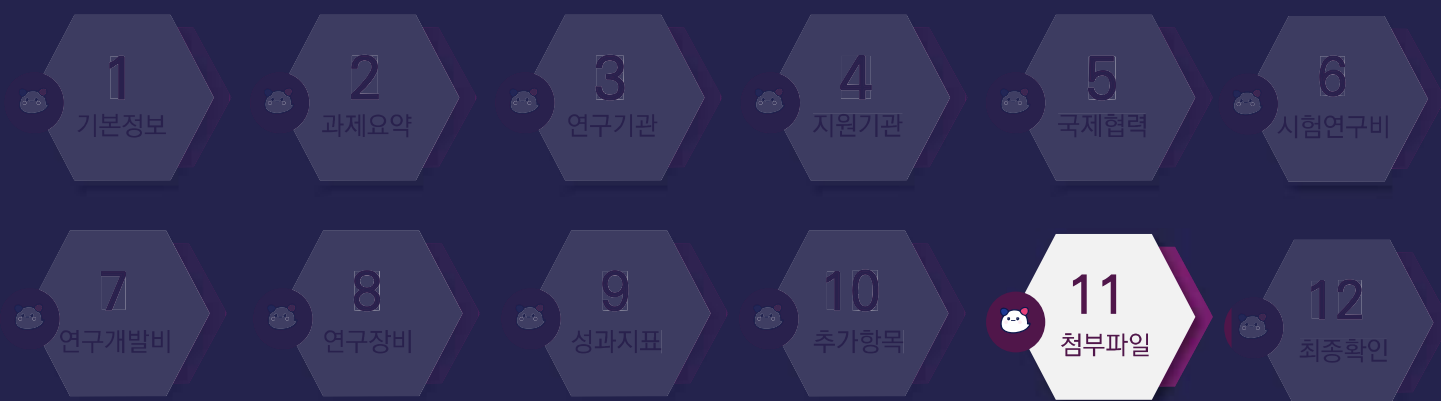 1
기본정보
2
과제요약
3
연구기관
4
지원기관
5
국제협력
6
시험연구비
7
연구개발비
8
연구장비
9
성과지표
10
추가항목
11
첨부파일
12
최종확인